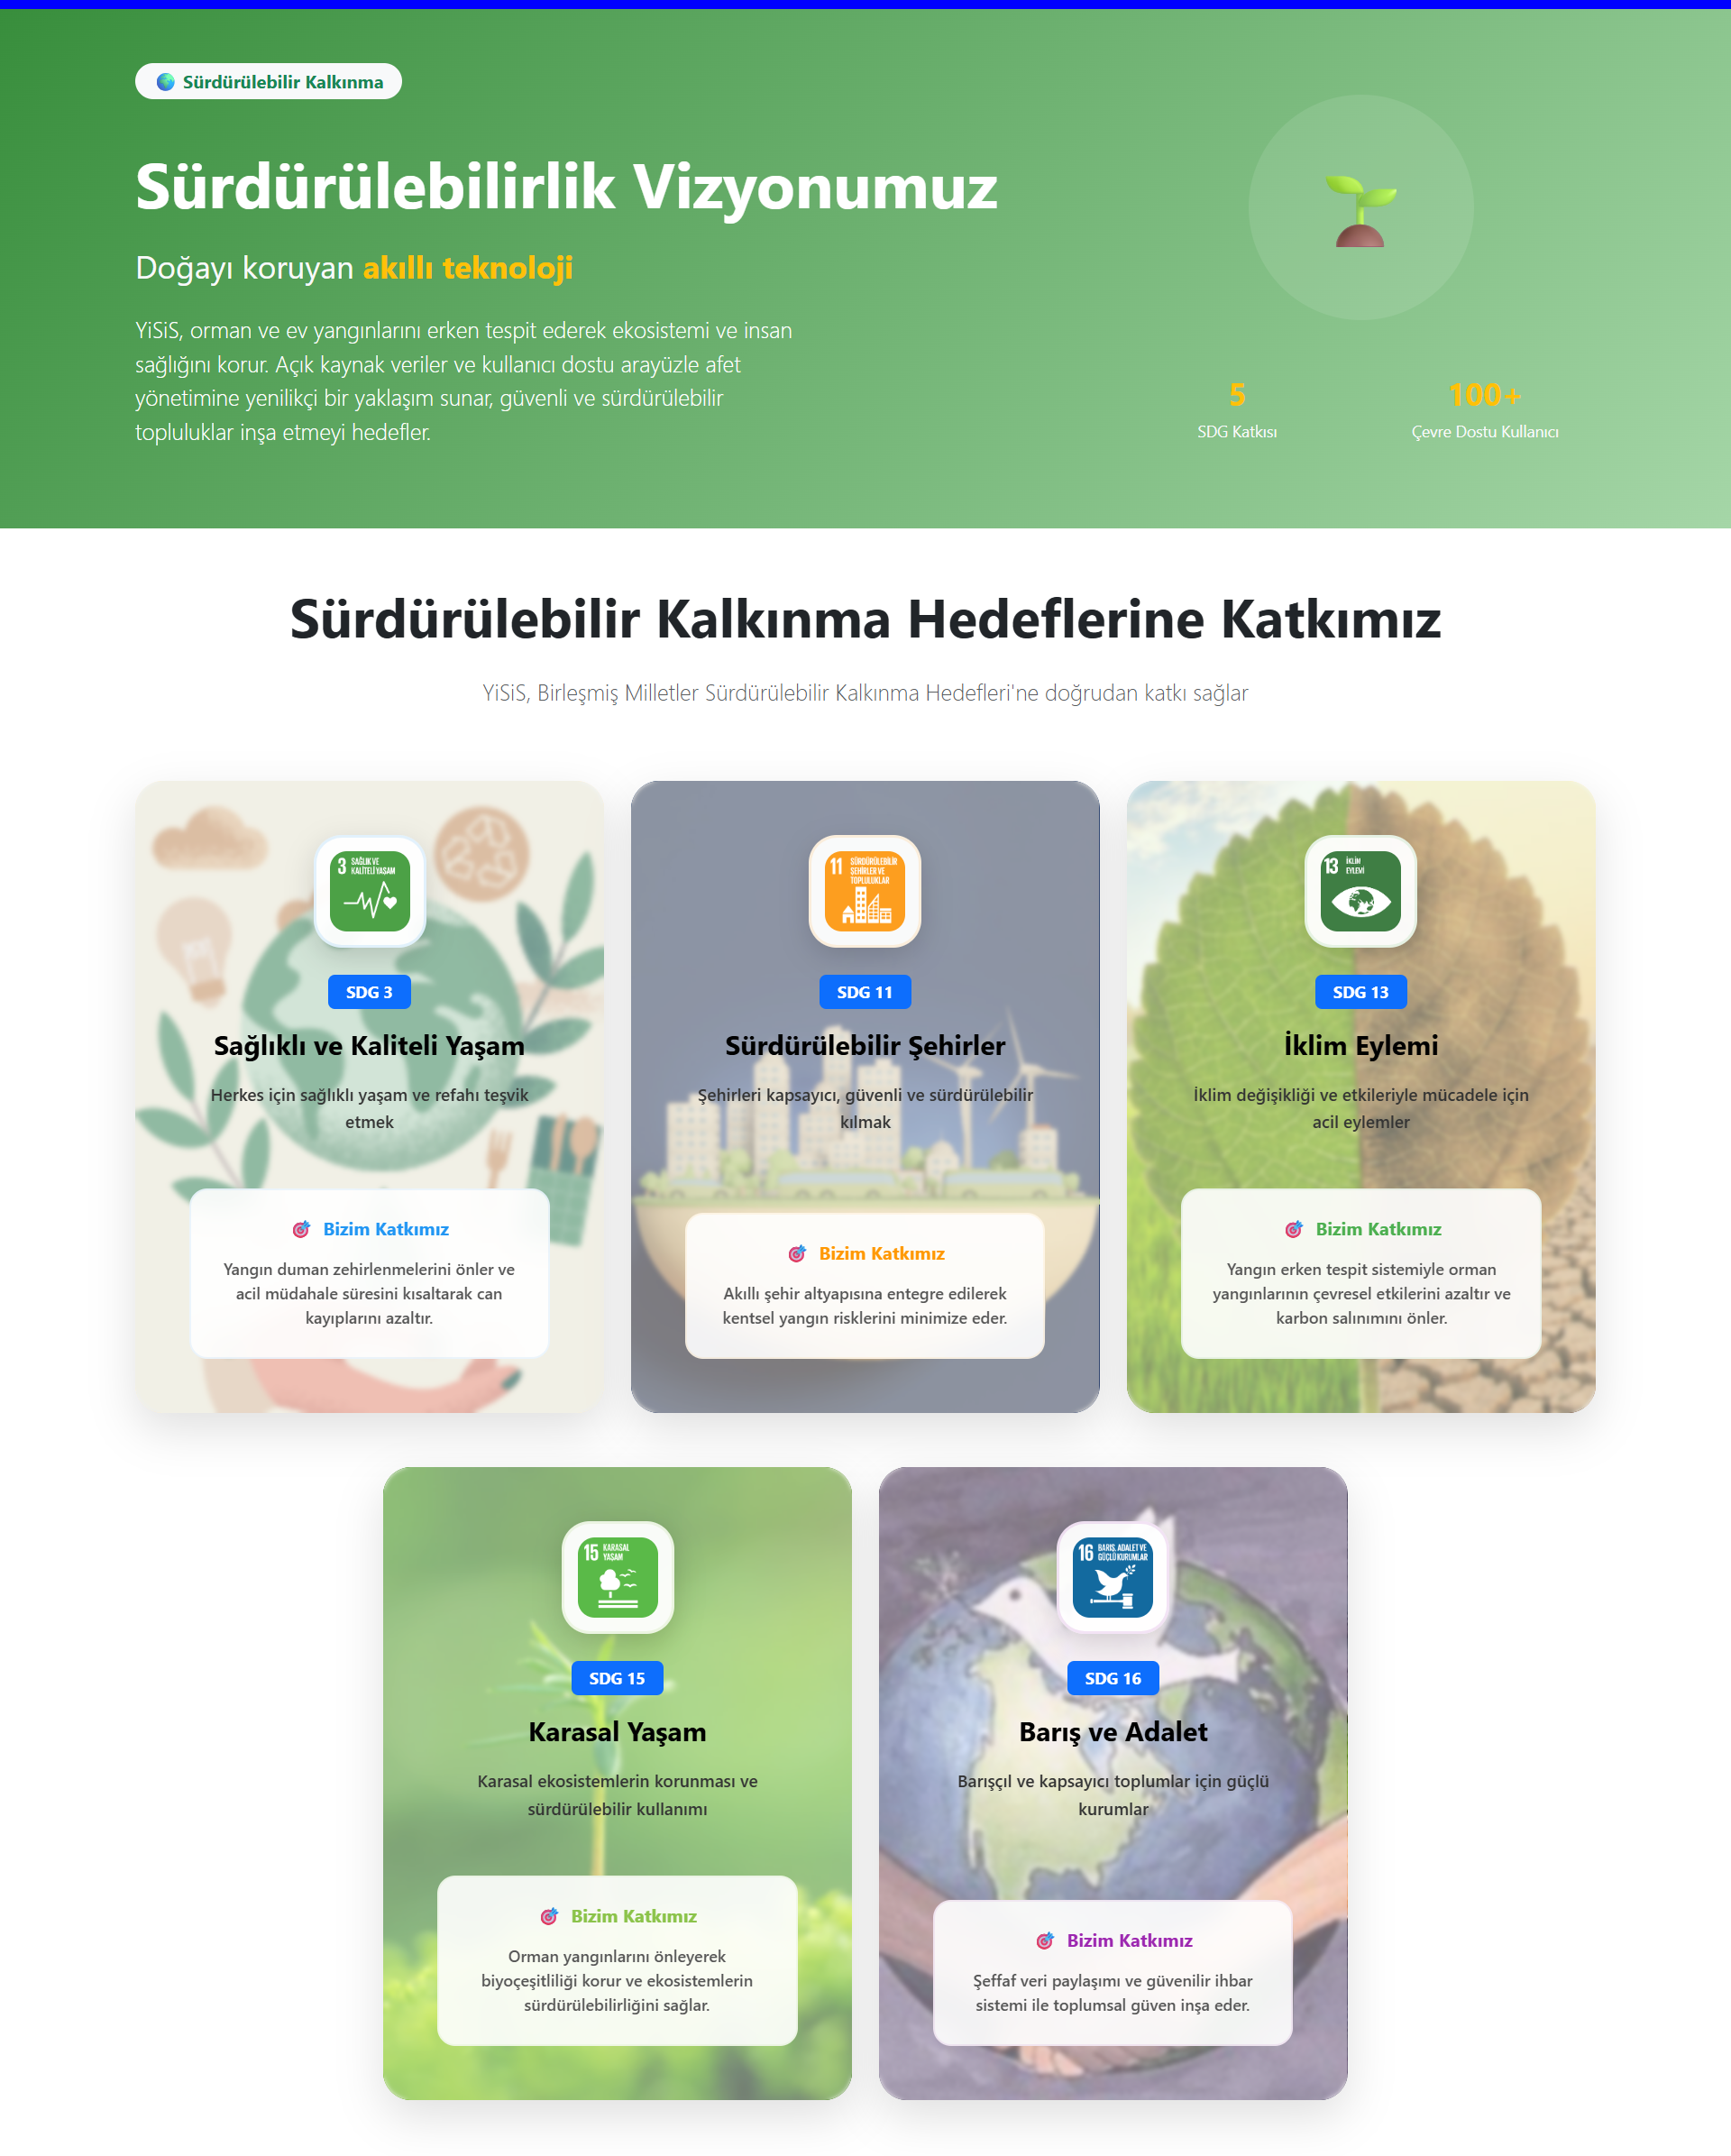 Sürdürülebilir Kalkınma
Sürdürülebilirlik Vizyonumuz
Doğayı koruyan akıllı teknoloji
YiSiS, orman ve ev yangınlarını erken tespit ederek ekosistemi ve insan
sağlığını korur. Açık kaynak veriler ve kullanıcı dostu arayüzle afet
yönetimine yenilikçi bir yaklaşım sunar, güvenli ve sürdürülebilir
topluluklar inşa etmeyi hedefler.
5
SDG Katkısı
100+
Çevre Dostu Kullanıcı
Sürdürülebilir Kalkınma Hedeflerine Katkımız
YiSiS, Birleşmiş Milletler Sürdürülebilir Kalkınma Hedefleri'ne doğrudan katkı sağlar
3 SAĞLIK VE
KALİTELİ YAŞAM
SDG 3
Sağlıklı ve Kaliteli Yaşam
Herkes için sağlıklı yaşam ve refahı teşvik
etmek
Bizim Katkımız
Yangın duman zehirlenmelerini önler ve
acil müdahale süresini kısaltarak can
kayıplarını azaltır.
11 SÜRDÜRÜLEBİLİR
ŞEHİRLER VE
TOPLULUKLAR
SDG 11
Sürdürülebilir Şehirler
Şehirleri kapsayıcı, güvenli ve sürdürülebilir
kılmak
Bizim Katkımız
Akıllı şehir altyapısına entegre edilerek
kentsel yangın risklerini minimize eder.
13 İKLİM
EYLEMİ
SDG 13
İklim Eylemi
İklim değişikliği ve etkileriyle mücadele için
acil eylemler
Bizim Katkımız
Yangın erken tespit sistemiyle orman
yangınlarının çevresel etkilerini azaltır ve
karbon salınımını önler.
15 KARASAL
YAŞAM
SDG 15
Karasal Yaşam
Karasal ekosistemlerin korunması ve
sürdürülebilir kullanımı
Bizim Katkımız
Orman yangınlarını önleyerek
biyoçeşitliliği korur ve ekosistemlerin
sürdürülebilirliğini sağlar.
16 BARIŞ, ADALET VE
GÜÇLÜ KURUMLAR
SDG 16
Barış ve Adalet
Barışçıl ve kapsayıcı toplumlar için güçlü
kurumlar
Bizim Katkımız
Şeffaf veri paylaşımı ve güvenilir ihbar
sistemi ile toplumsal güven inşa eder.